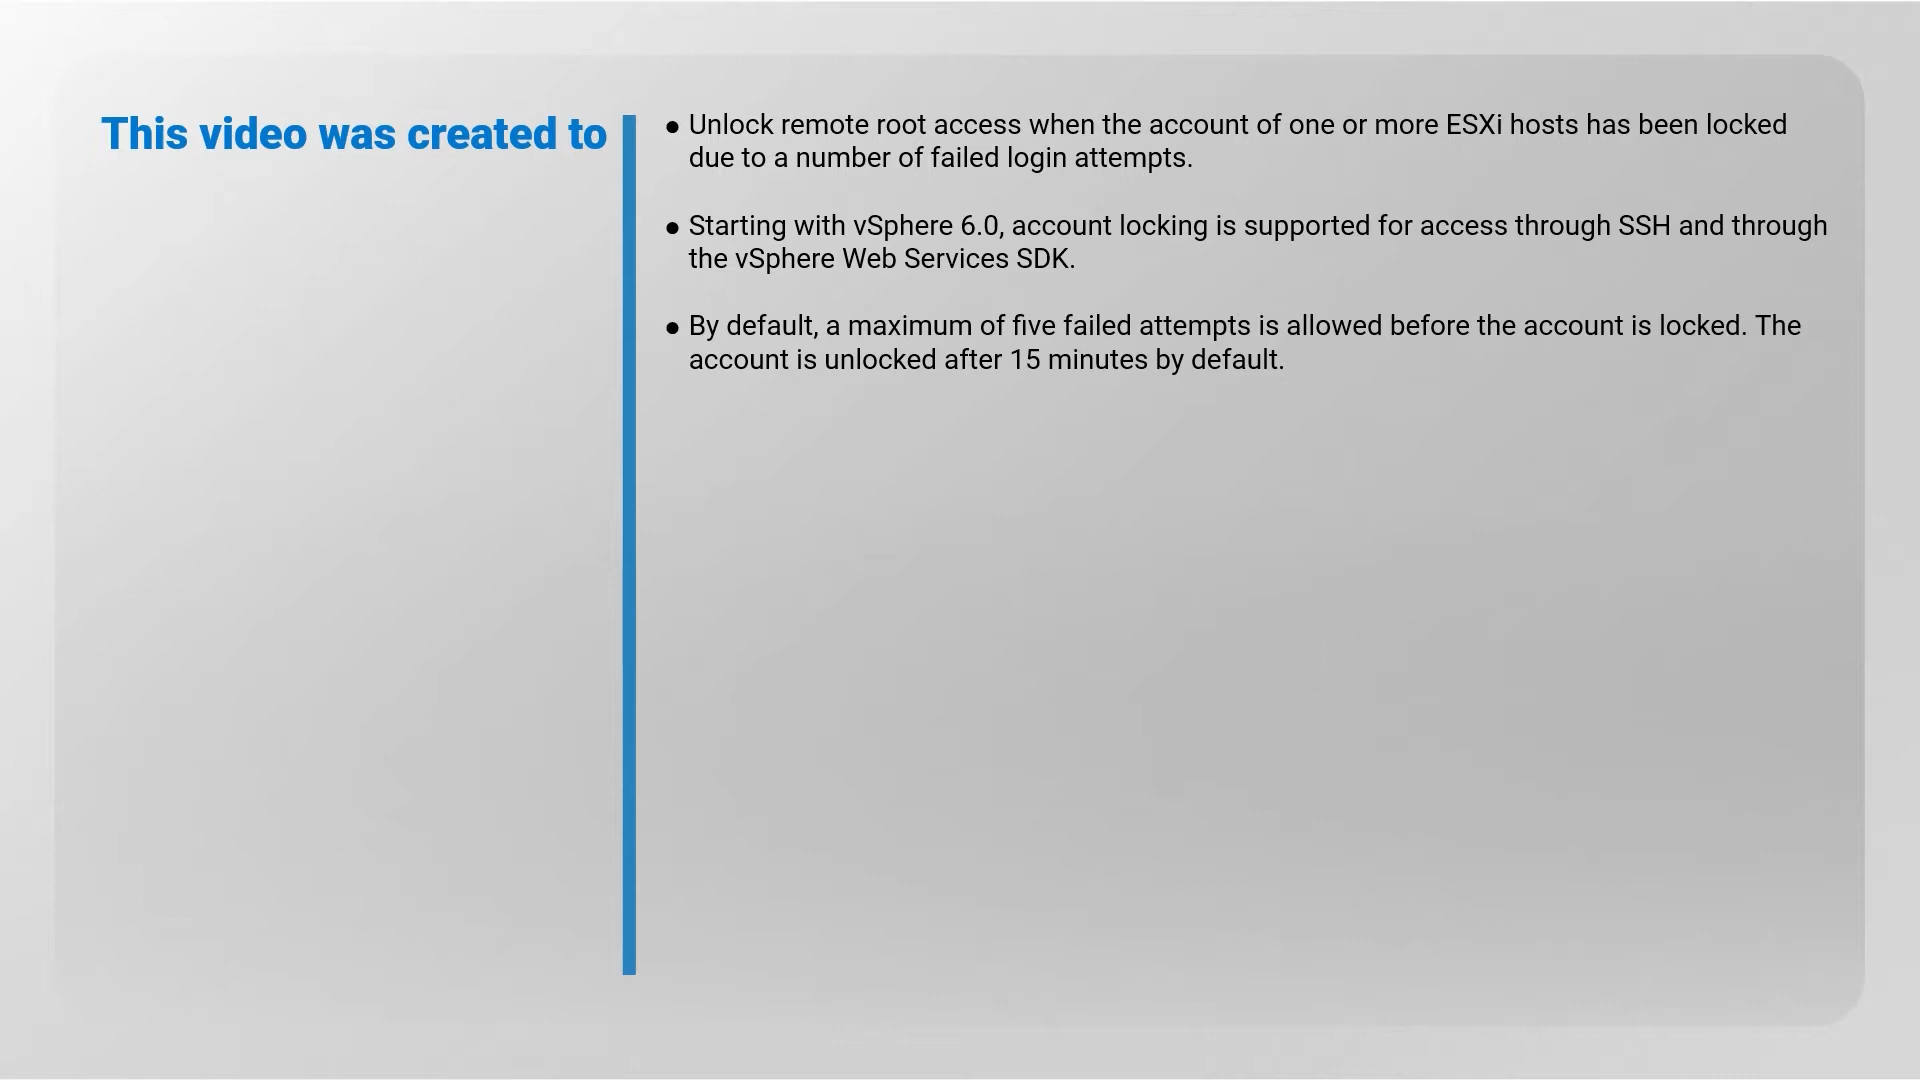 This video was created to
● Unlock remote root access when the account of one or more ESXi hosts has been locked
due to a number of failed login attempts.
● Starting with vSphere 6.0, account locking is supported for access through SSH and through
the vSphere Web Services SDK.
● By default, a maximum of five failed attempts is allowed before the account is locked. The
account is unlocked after 15 minutes by default.